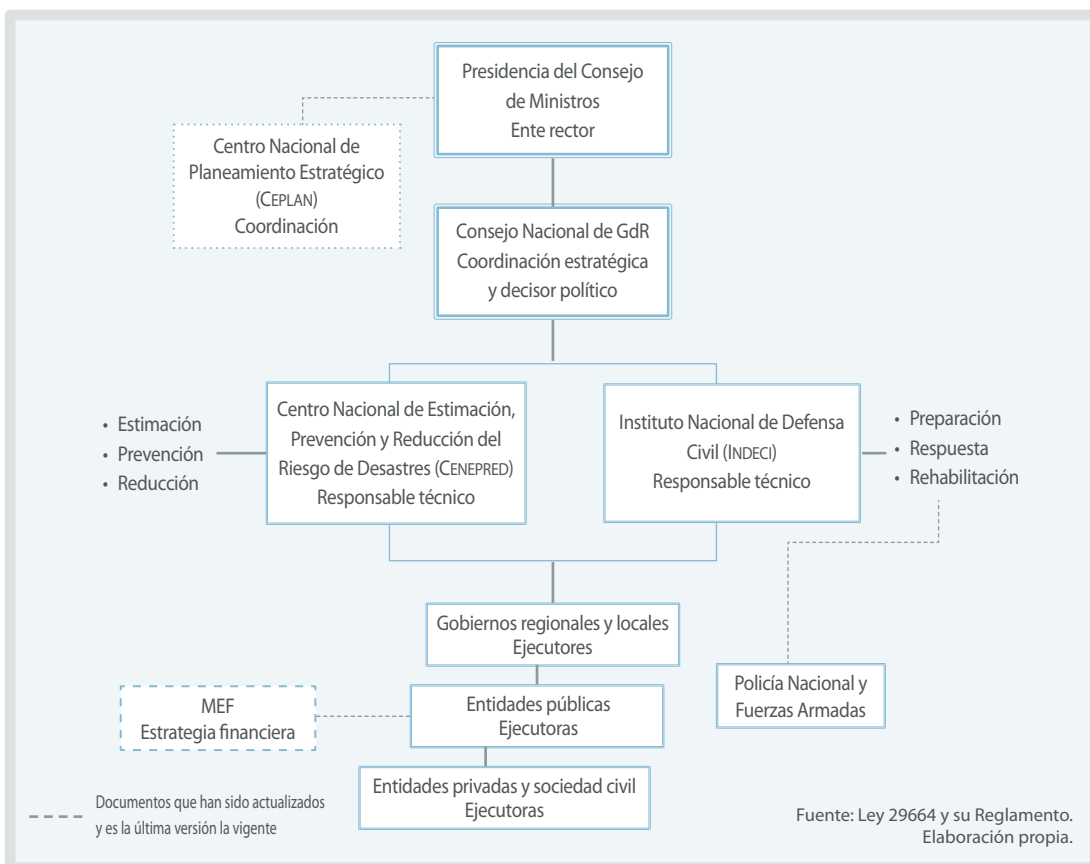 Presidencia del Consejo
de Ministros
Ente rector
Centro Nacional de
Planeamiento Estratégico
(CEPLAN)
Coordinación
Consejo Nacional de GdR
Coordinación estratégica
y decisor político
• Estimación
• Prevención
• Reducción
Centro Nacional de Estimación,
Prevención y Reducción del
Riesgo de Desastres (CENEPRED)
Responsable técnico
Instituto Nacional de Defensa
Civil (INDECI)
Responsable técnico
• Preparación
• Respuesta
• Rehabilitación
Gobiernos regionales y locales
Ejecutores
Policía Nacional y
Fuerzas Armadas
MEF
Estrategia financiera
Entidades públicas
Ejecutoras
Entidades privadas y sociedad civil
Ejecutoras
Documentos que han sido actualizados
y es la última versión la vigente
Fuente: Ley 29664 y su Reglamento.
Elaboración propia.